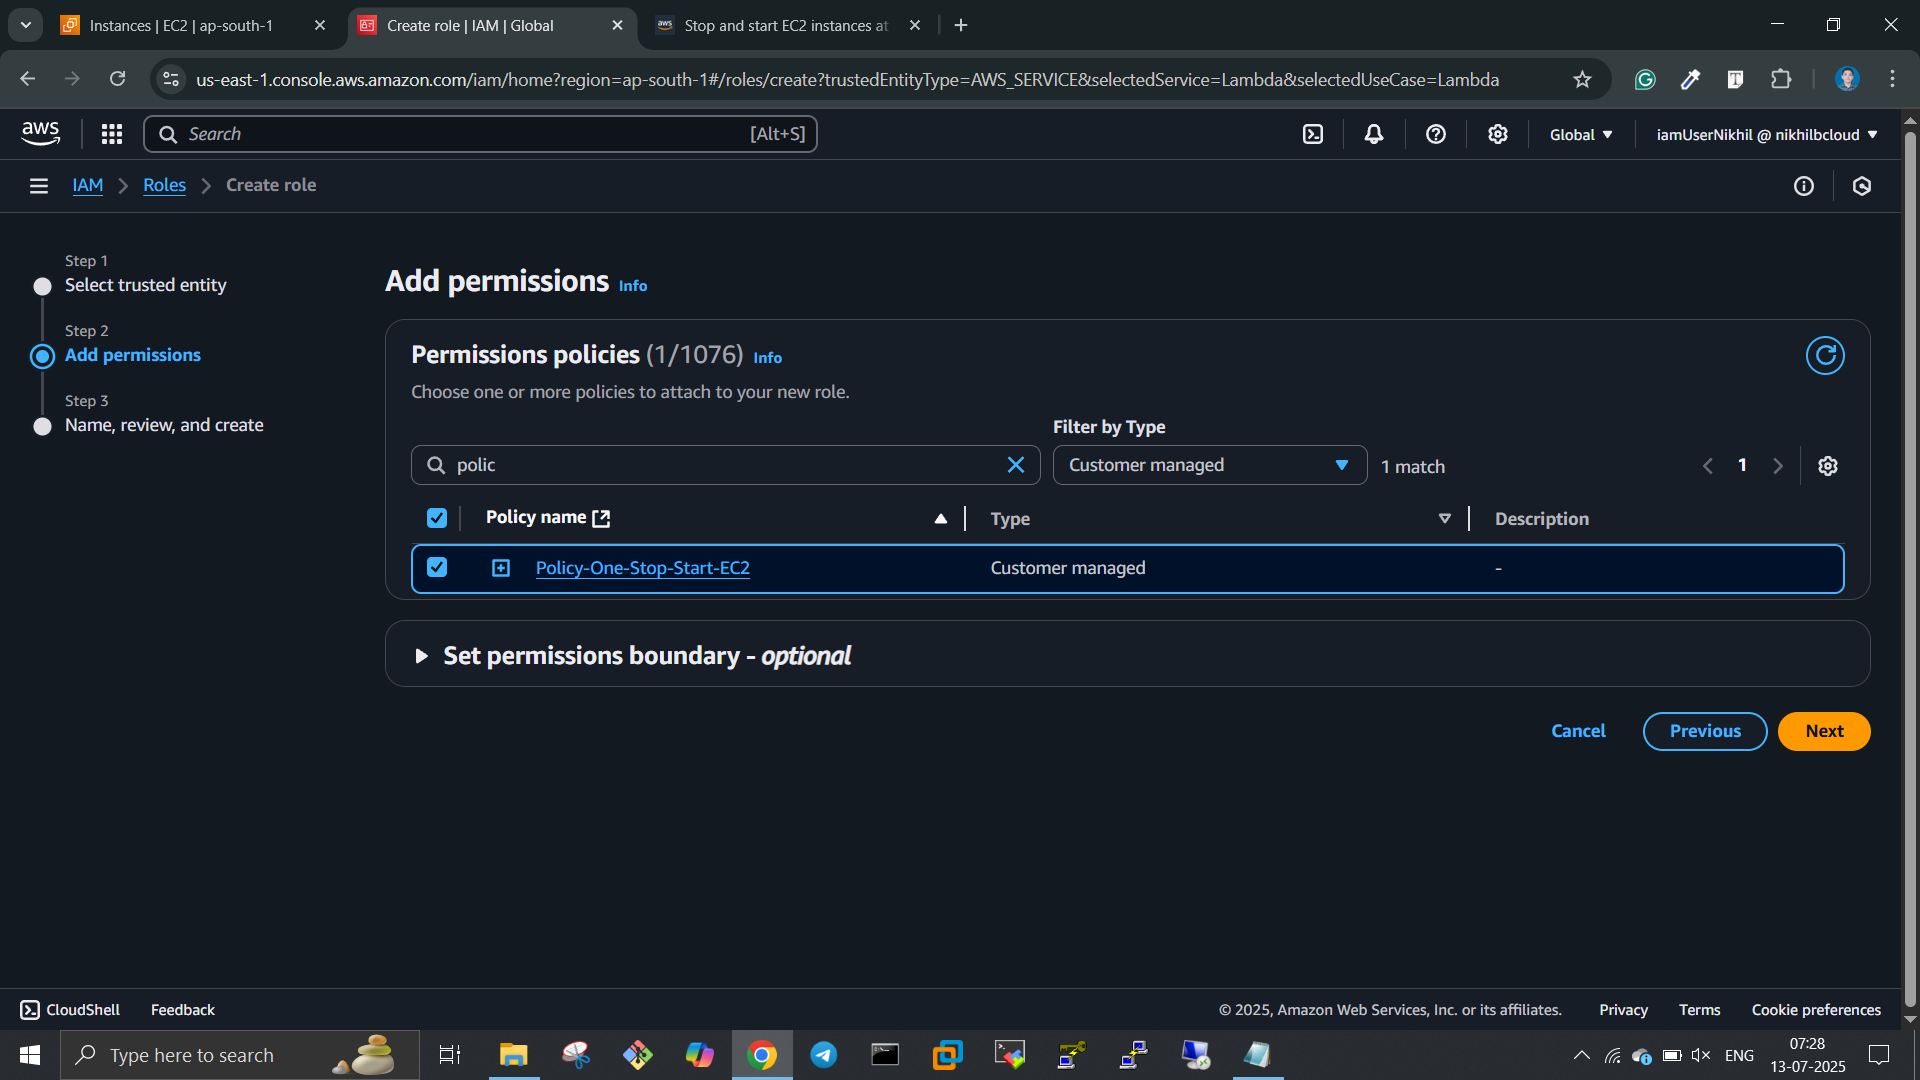 Instances | EC2 | ap-south-1
Create role | IAM | Global
Stop and start EC2 instances at
us-east-1.console.aws.amazon.com/iam/home?region=ap-south-1#/roles/create?trustedEntityType=AWS_SERVICE&selectedService=Lambda&selectedUseCase=Lambda
aws
Search
[Alt+S]
Global
iamUserNikhil @ nikhilbcloud
IAM
Roles
Create role
Step 1
Select trusted entity
Step 2
Add permissions
Step 3
Name, review, and create
Add permissions Info
Permissions policies (1/1076) Info
Choose one or more policies to attach to your new role.
Filter by Type
polic
Customer managed
1 match
1
Policy name
Type
Description
Policy-One-Stop-Start-EC2
Customer managed
-
Set permissions boundary - optional
Cancel
Previous
Next
CloudShell
Feedback
© 2025, Amazon Web Services, Inc. or its affiliates.
Privacy
Terms
Cookie preferences
Type here to search
ENG
07:28
13-07-2025